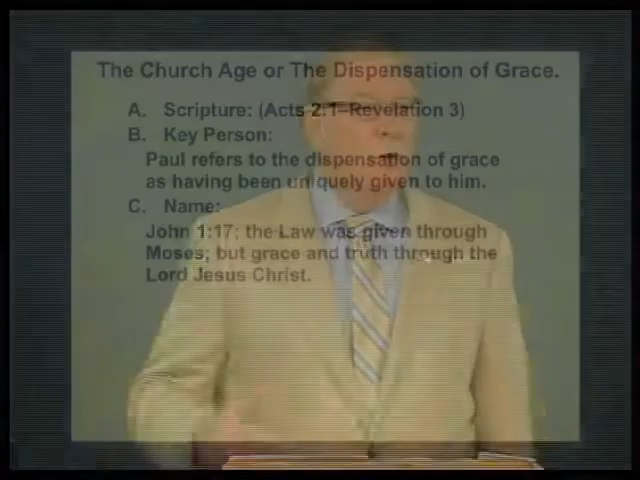 The Church Age or The Dispensation of Grace.
A. Scripture: (Acts 2:1–Revelation 3)
B. Key Person:
Paul refers to the dispensation of grace
as having been uniquely given to him.
C. Name:
John 1:17; the Law was given through
Moses; but grace and truth through the
Lord Jesus Christ.